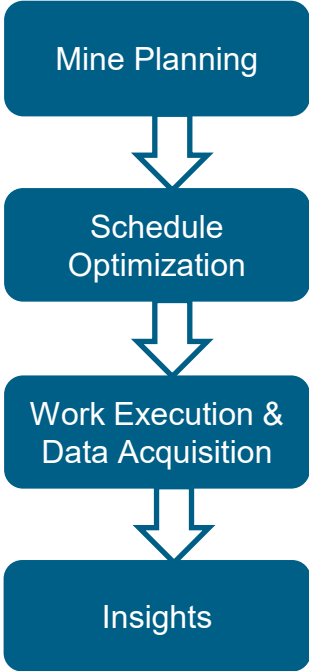 Mine Planning
Schedule
Optimization
Work Execution &
Data Acquisition
Insights